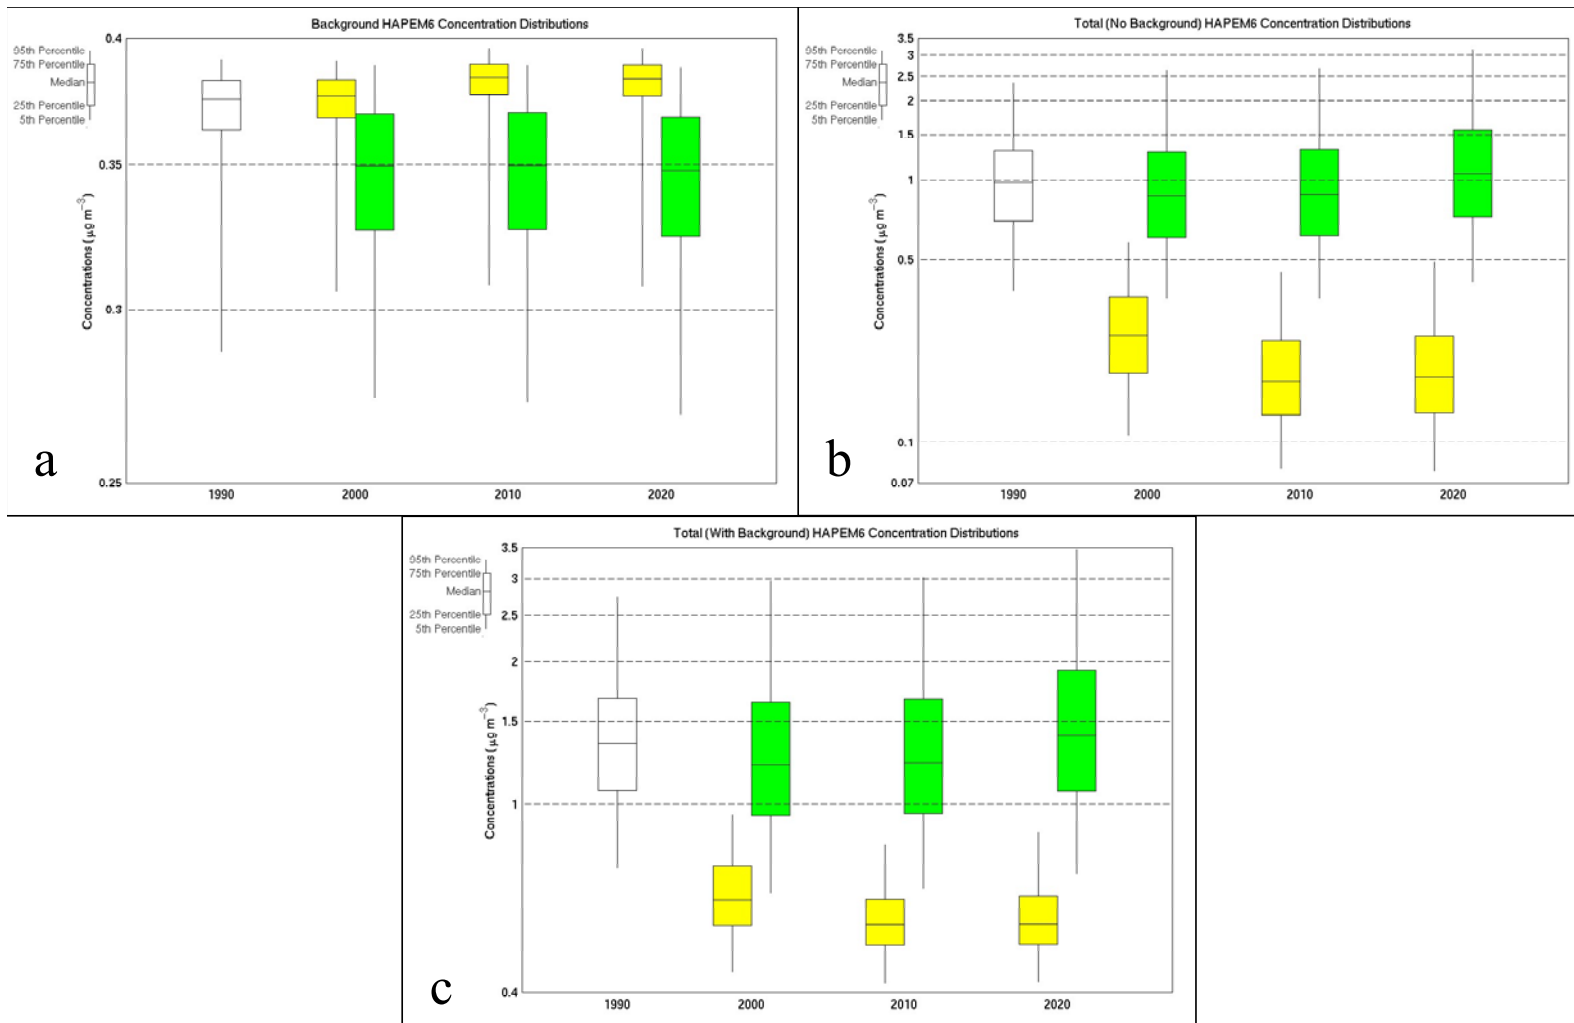 Background HAPEM6 Concentration Distributions
95th Percentile
75th Percentile
Median
25th Percentile
5th Percentile
Concentrations (μg m⁻³)
0.4
0.35
0.3
0.25
1990 2000 2010 2020
a
Total (No Background) HAPEM6 Concentration Distributions
95th Percentile
75th Percentile
Median
25th Percentile
5th Percentile
Concentrations (μg m⁻³)
3.5
3
2.5
2
1.5
1
0.5
0.1
0.07
1990 2000 2010 2020
b
Total (With Background) HAPEM6 Concentration Distributions
95th Percentile
75th Percentile
Median
25th Percentile
5th Percentile
Concentrations (μg m⁻³)
3.5
3
2.5
2
1.5
1
0.4
1990 2000 2010 2020
c